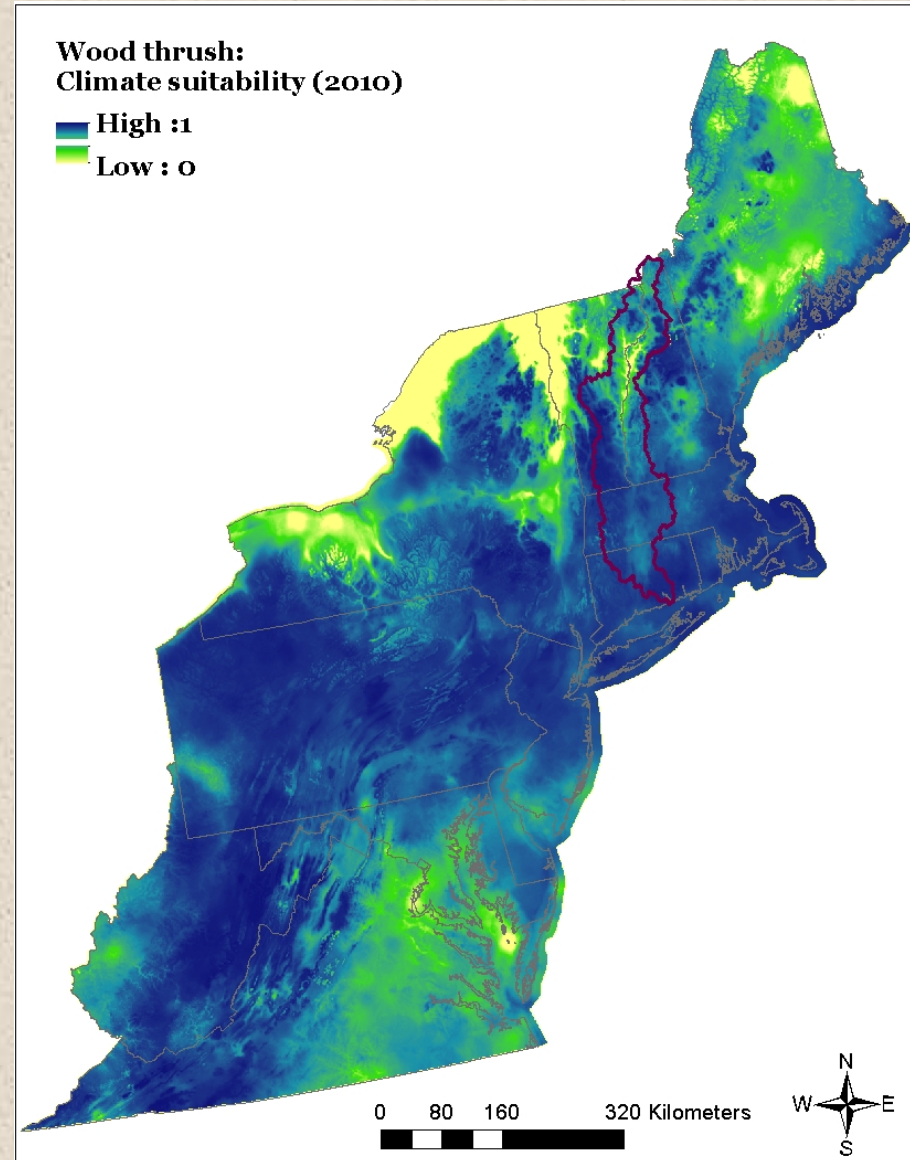 Wood thrush:
Climate suitability (2010)
High :1
Low : 0
0 80 160 320 Kilometers
N
W E
S